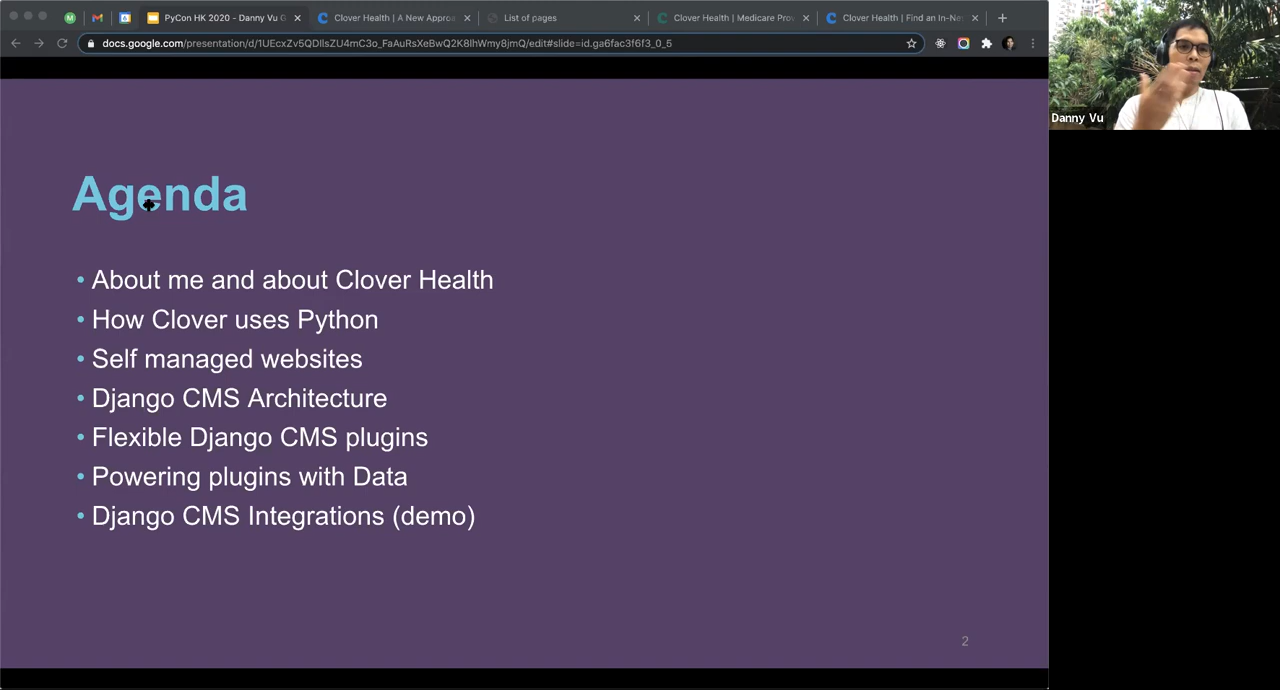 PyCon HK 2020 - Danny Vu G
Clover Health | A New Approa
List of pages
Clover Health | Medicare Prov
Clover Health | Find an In-Net
docs.google.com/presentation/d/1UEcxZv5QDIlsZU4mC3o_FaAuRsXeBwQ2K8lhWmy8jmQ/edit#slide=id.ga6fac3f6f3_0_5
Danny Vu
Agenda
• About me and about Clover Health
• How Clover uses Python
• Self managed websites
• Django CMS Architecture
• Flexible Django CMS plugins
• Powering plugins with Data
• Django CMS Integrations (demo)
2